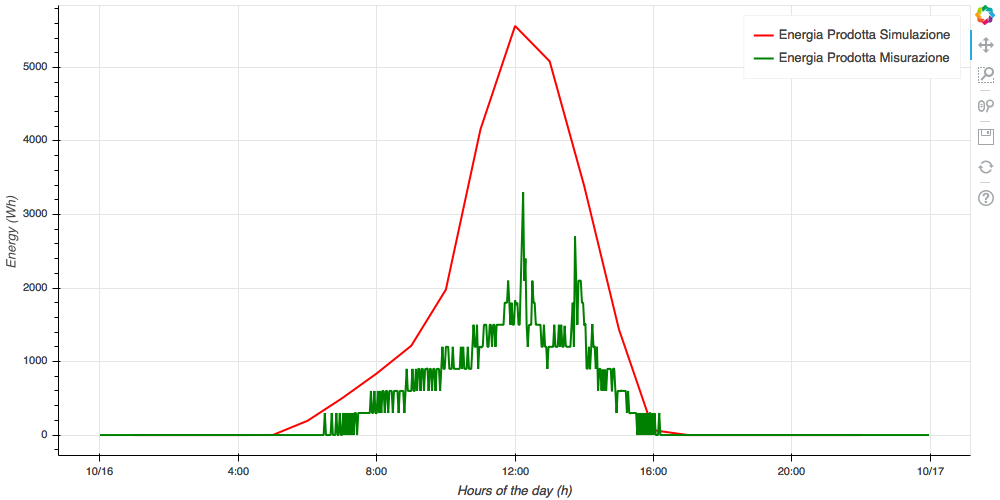 Energia Prodotta Simulazione
Energia Prodotta Misurazione
Energy (Wh)
5000
4000
3000
2000
1000
0
10/16 4:00 8:00 12:00 16:00 20:00 10/17
Hours of the day (h)
?